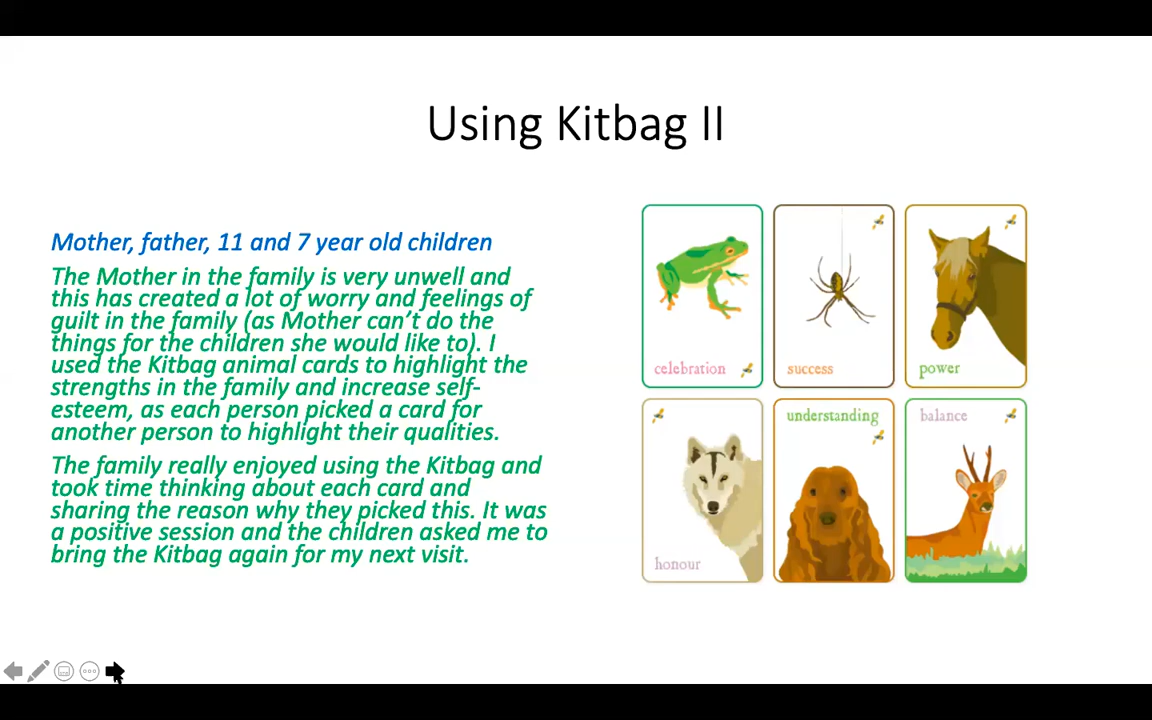 Using Kitbag II
Mother, father, 11 and 7 year old children
The Mother in the family is very unwell and
this has created a lot of worry and feelings of
guilt in the family (as Mother can't do the
things for the children she would like to). I
used the Kitbag animal cards to highlight the
strengths in the family and increase self-
esteem, as each person picked a card for
another person to highlight their qualities.
The family really enjoyed using the Kitbag and
took time thinking about each card and
sharing the reason why they picked this. It was
a positive session and the children asked me to
bring the Kitbag again for my next visit.
celebration
success
power
honour
understanding
balance